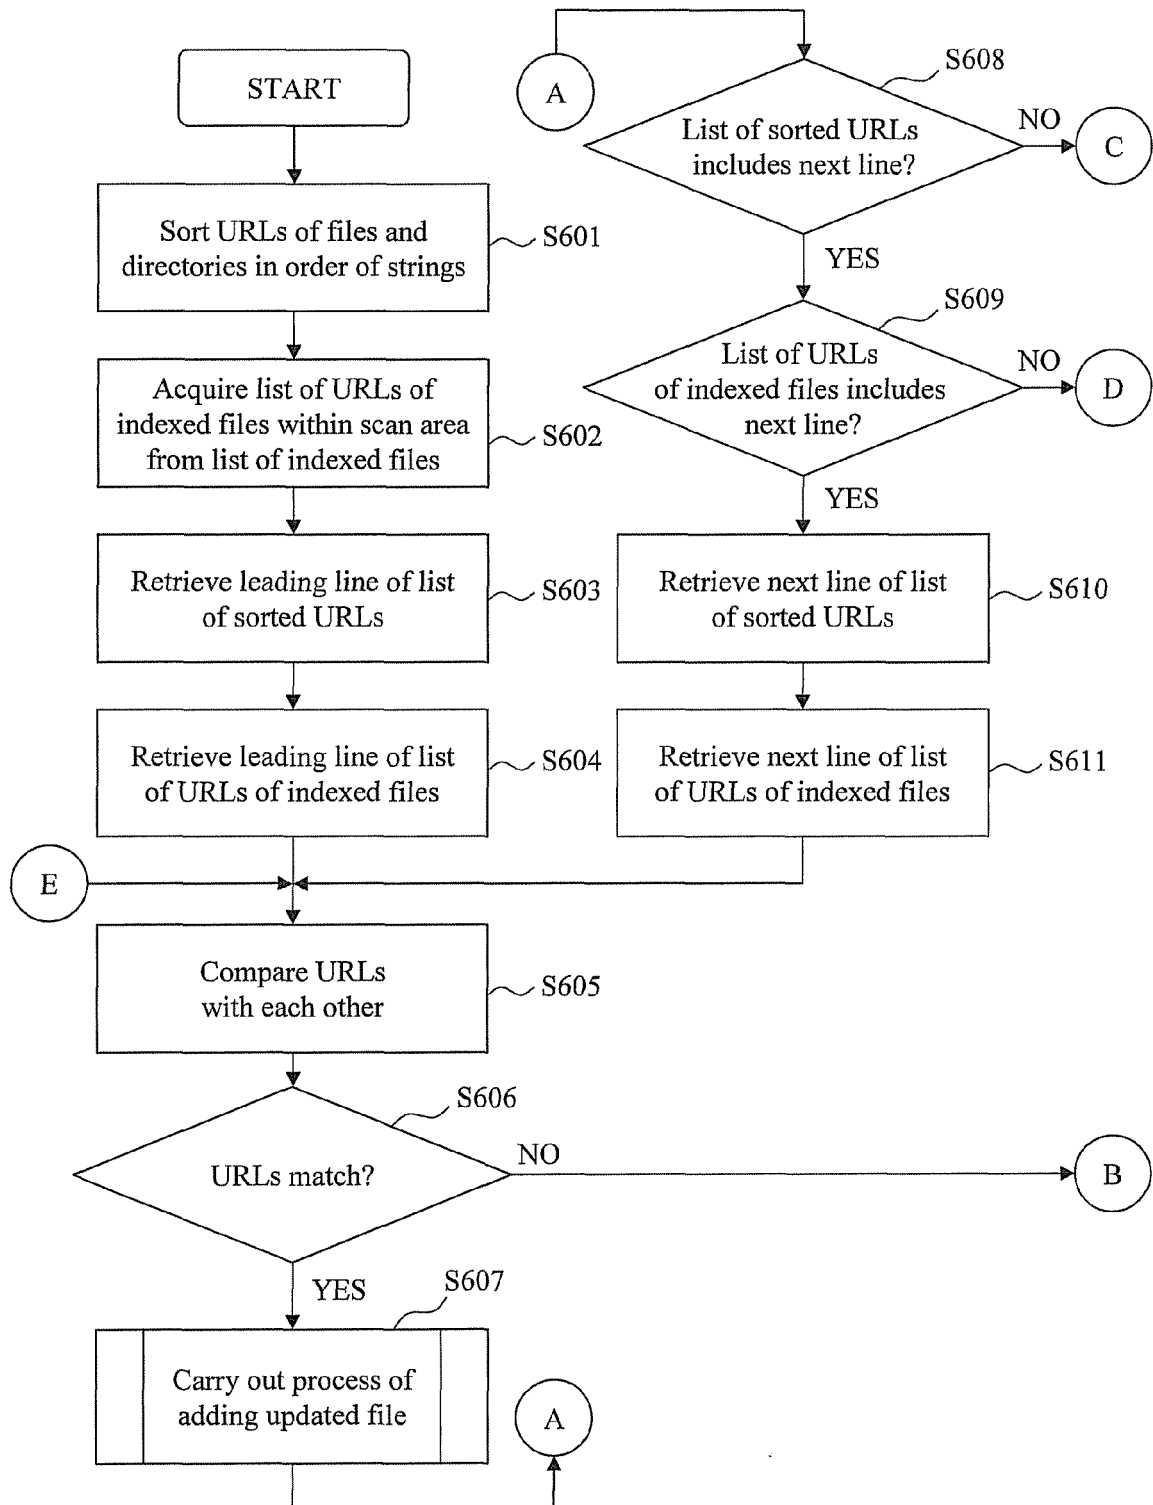 START
Sort URLs of files and
directories in order of strings
S601
Acquire list of URLs of
indexed files within scan area
from list of indexed files
S602
Retrieve leading line of list
of sorted URLs
S603
Retrieve leading line of list
of URLs of indexed files
S604
E
Compare URLs
with each other
S605
S606
URLs match?
NO
B
YES
S607
Carry out process of
adding updated file
A
A
S608
List of sorted URLs
includes next line?
NO
C
YES
S609
List of URLs
of indexed files includes
next line?
NO
D
YES
Retrieve next line of list
of sorted URLs
S610
Retrieve next line of list
of URLs of indexed files
S611